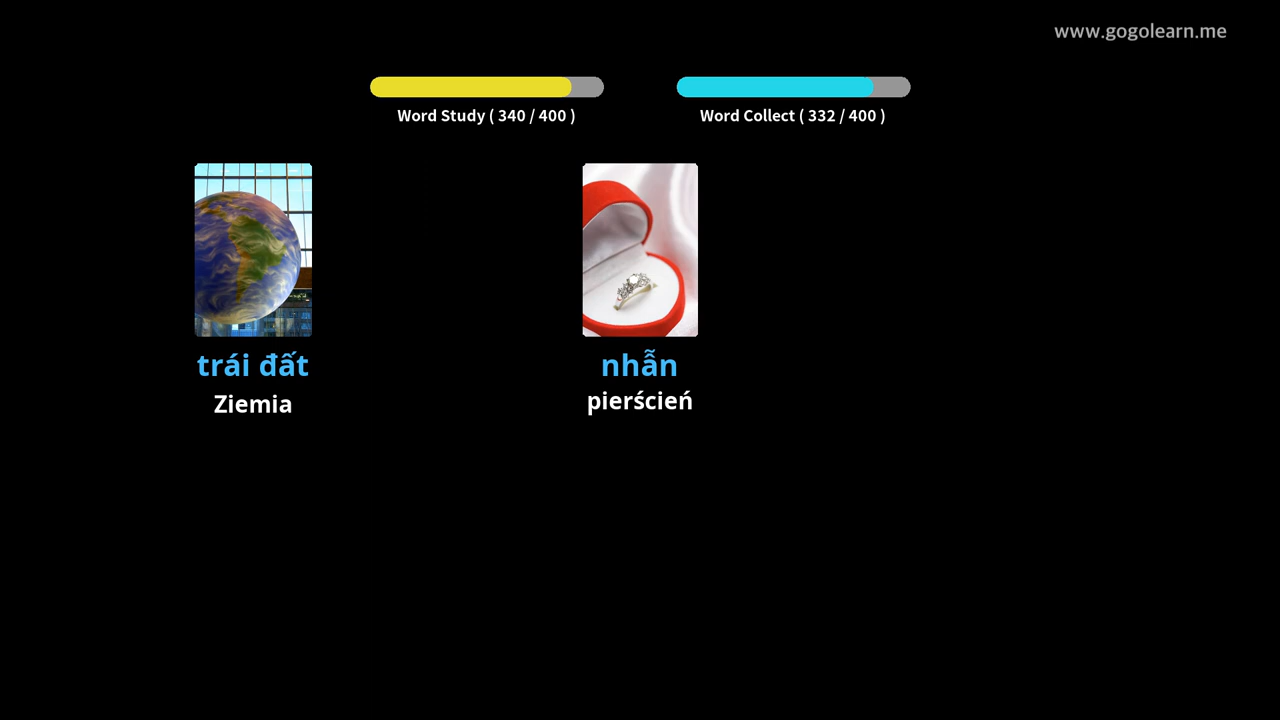 www.gogolearn.me
Word Study ( 340 / 400 )
Word Collect ( 332 / 400 )
trái đất
Ziemia
nhẫn
pierścień